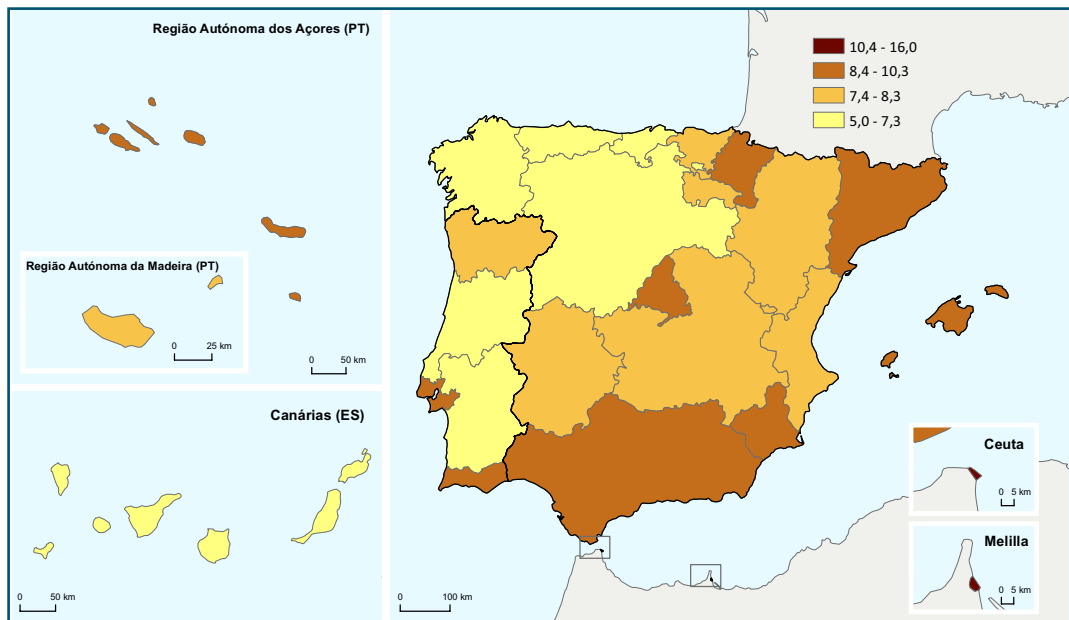 Região Autónoma dos Açores (PT)
Região Autónoma da Madeira (PT)
0 25 km
0 50 km
Canárias (ES)
0 50 km
10,4 - 16,0
8,4 - 10,3
7,4 - 8,3
5,0 - 7,3
0 100 km
Ceuta
0 5 km
Melilla
0 5 km